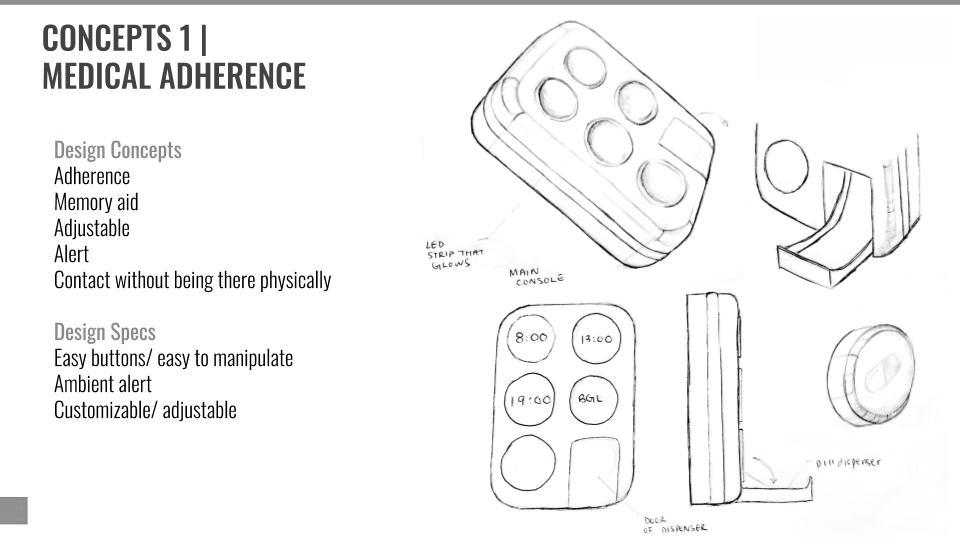 CONCEPTS 1 |
MEDICAL ADHERENCE
Design Concepts
Adherence
Memory aid
Adjustable
Alert
Contact without being there physically
Design Specs
Easy buttons/ easy to manipulate
Ambient alert
Customizable/ adjustable
LED
STRIP THAT
GLOWS
MAIN
CONSOLE
8:00
13:00
19:00
BGL
pill dispenser
DOOR
OF DISPENSER